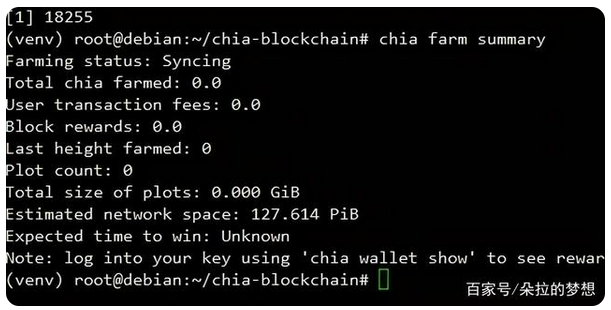 [1] 18255
(venv) root@debian:~/chia-blockchain# chia farm summary
Farming status: Syncing
Total chia farmed: 0.0
User transaction fees: 0.0
Block rewards: 0.0
Last height farmed: 0
Plot count: 0
Total size of plots: 0.000 GiB
Estimated network space: 127.614 PiB
Expected time to win: Unknown
Note: log into your key using 'chia wallet show' to see rewar
(venv) root@debian:~/chia-blockchain#
百家号/朵拉的梦想